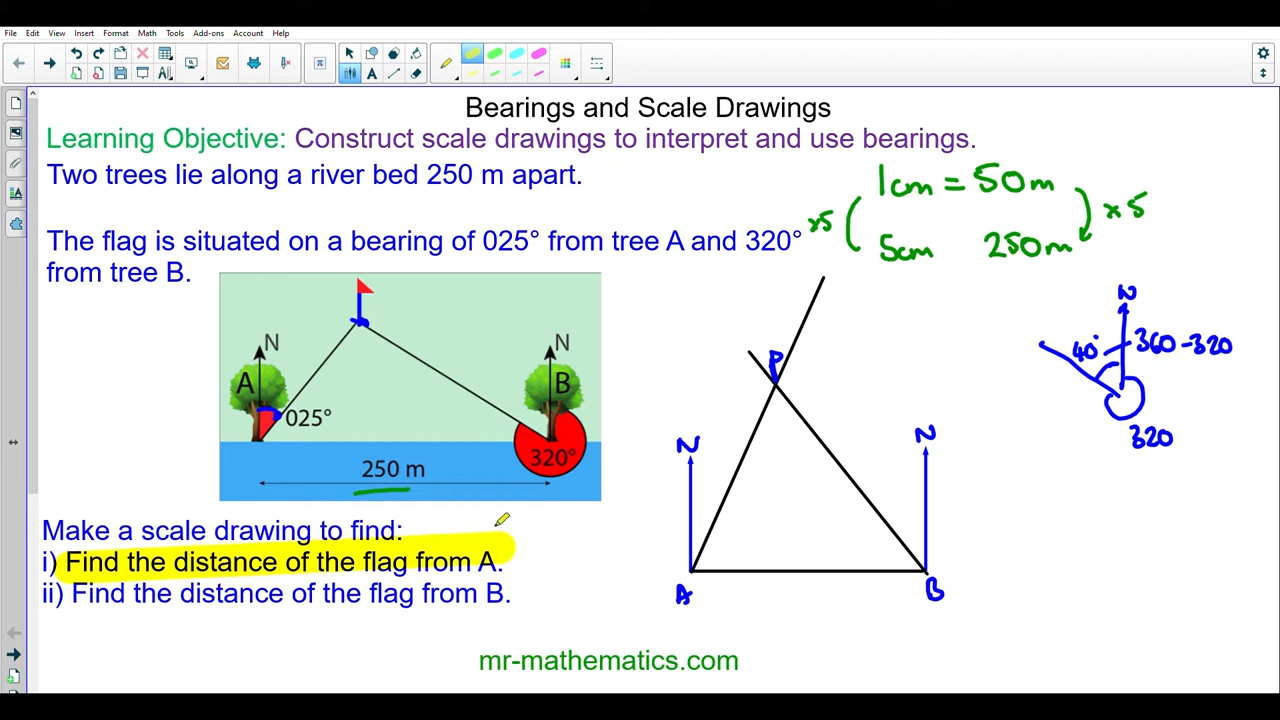 File Edit View Insert Format Math Tools Add-ons Account Help
Bearings and Scale Drawings
Learning Objective: Construct scale drawings to interpret and use bearings.
Two trees lie along a river bed 250 m apart.
1cm = 50m
×5
×5
5cm 250m
The flag is situated on a bearing of 025° from tree A and 320°
from tree B.
N
N
A
B
025°
320°
250 m
N
40°
360-320
320
P
N
N
A
B
Make a scale drawing to find:
i) Find the distance of the flag from A.
ii) Find the distance of the flag from B.
mr-mathematics.com